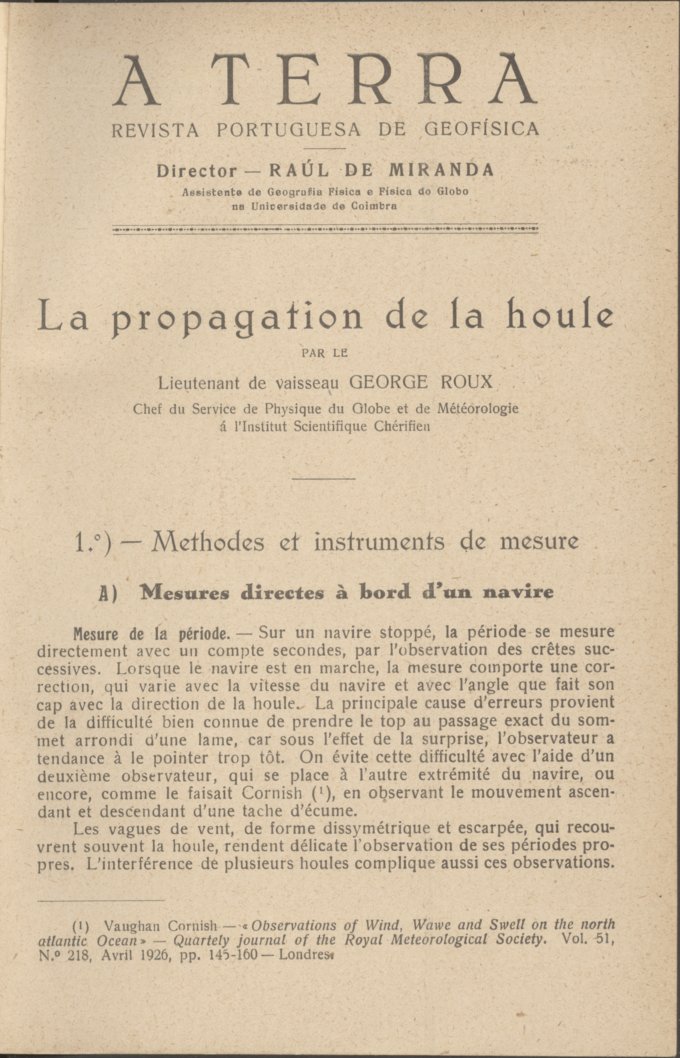 A TERRA
REVISTA PORTUGUESA DE GEOFÍSICA
Director — RAÚL DE MIRANDA
Assistente de Geografia Física e Física do Globo
na Universidade de Coimbra
La propagation de la houle
PAR LE
Lieutenant de vaisseau GEORGE ROUX
Chef du Service de Physique du Globe et de Météorologie
á l'Institut Scientifique Chérifien
1.º) — Methodes et instruments de mesure
A) Mesures directes à bord d'un navire
Mesure de la période. — Sur un navire stoppé, la période se mesure
directement avec un compte secondes, par l'observation des crêtes suc-
cessives. Lorsque le navire est en marche, la mesure comporte une cor-
rection, qui varie avec la vitesse du navire et avec l'angle que fait son
cap avec la direction de la houle. La principale cause d'erreurs provient
de la difficulté bien connue de prendre le top au passage exact du som-
met arrondi d'une lame, car sous l'effet de la surprise, l'observateur a
tendance à le pointer trop tôt. On évite cette difficulté avec l'aide d'un
deuxième observateur, qui se place à l'autre extrémité du navire, ou
encore, comme le faisait Cornish (¹), en observant le mouvement ascen-
dant et descendant d'une tache d'écume.
Les vagues de vent, de forme dissymétrique et escarpée, qui recou-
vrent souvent la houle, rendent délicate l'observation de ses périodes pro-
pres. L'interférence de plusieurs houles complique aussi ces observations.
(¹) Vaughan Cornish — «Observations of Wind, Wawe and Swell on the north
atlantic Ocean» — Quartely journal of the Royal Meteorological Society. Vol. 51,
N.º 218, Avril 1926, pp. 145-160 — Londres.